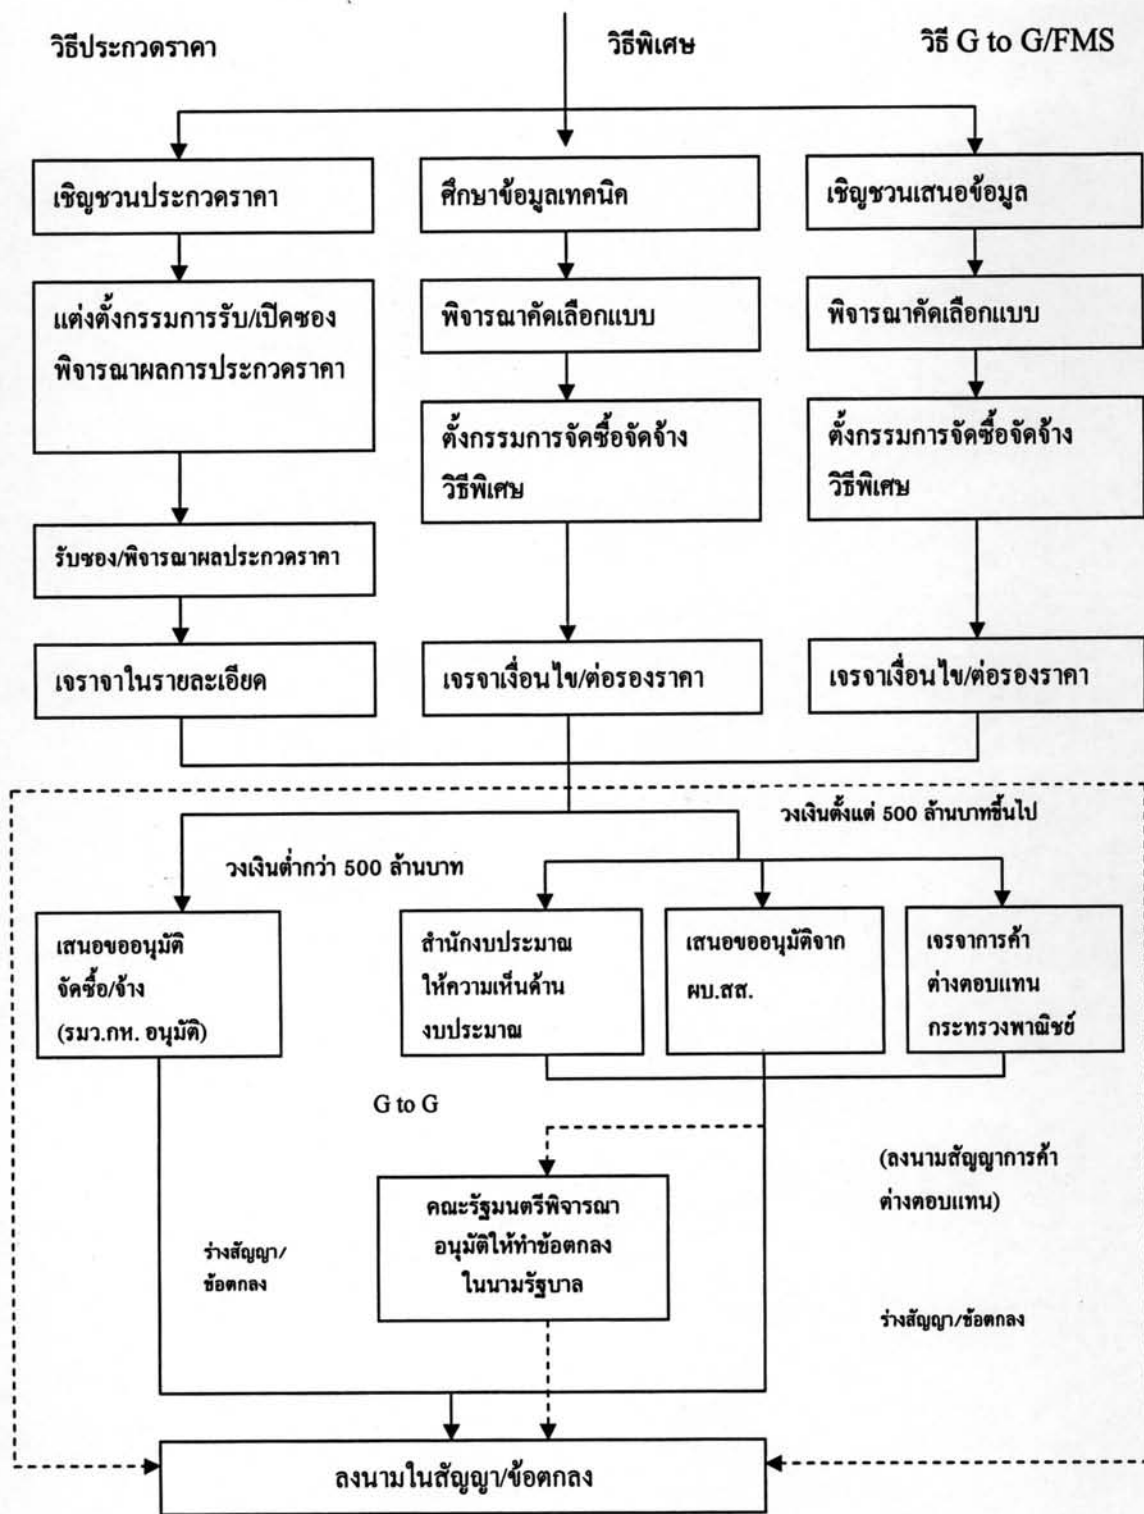 วิธีประกวดราคา
วิธีพิเศษ
วิธี G to G/FMS
เชิญชวนประกวดราคา
ศึกษาข้อมูลเทคนิค
เชิญชวนเสนอข้อมูล
แต่งตั้งกรรมการรับ/เปิดซอง
พิจารณาผลการประกวดราคา
พิจารณาคัดเลือกแบบ
พิจารณาคัดเลือกแบบ
ตั้งกรรมการจัดซื้อจัดจ้าง
วิธีพิเศษ
ตั้งกรรมการจัดซื้อจัดจ้าง
วิธีพิเศษ
รับซอง/พิจารณาผลประกวดราคา
เจราจาในรายละเอียด
เจรจาเงื่อนไข/ต่อรองราคา
เจรจาเงื่อนไข/ต่อรองราคา
วงเงินตั้งแต่ 500 ล้านบาทขึ้นไป
วงเงินต่ำกว่า 500 ล้านบาท
เสนอขออนุมัติ
จัดซื้อ/จ้าง
(รมว.กห. อนุมัติ)
สำนักงบประมาณ
ให้ความเห็นด้าน
งบประมาณ
เสนอขออนุมัติจาก
ผบ.สส.
เจรจาการค้า
ต่างตอบแทน
กระทรวงพาณิชย์
G to G
(ลงนามสัญญาการค้า
ต่างตอบแทน)
คณะรัฐมนตรีพิจารณา
อนุมัติให้ทำข้อตกลง
ในนามรัฐบาล
ร่างสัญญา/
ข้อตกลง
ร่างสัญญา/ข้อตกลง
ลงนามในสัญญา/ข้อตกลง